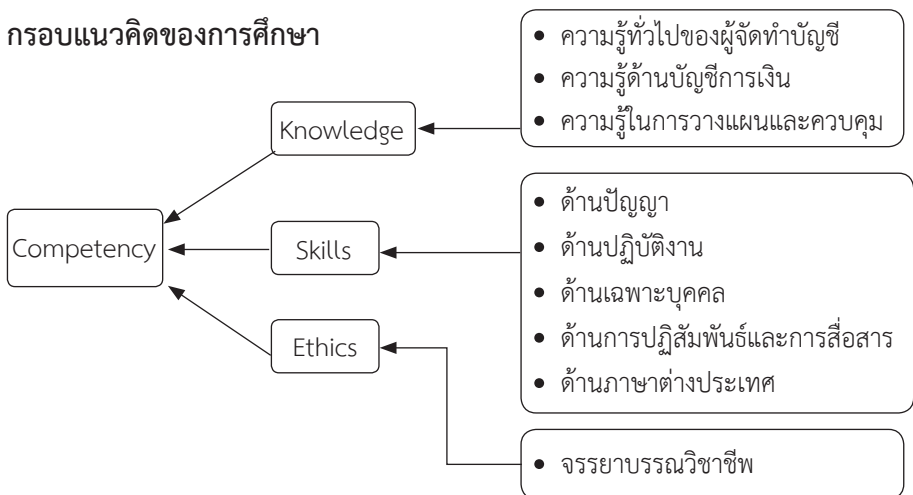 กรอบแนวคิดของการศึกษา
• ความรู้ทั่วไปของผู้จัดทำบัญชี
• ความรู้ด้านบัญชีการเงิน
• ความรู้ในการวางแผนและควบคุม
Knowledge
• ด้านปัญญา
• ด้านปฏิบัติงาน
• ด้านเฉพาะบุคคล
• ด้านการปฏิสัมพันธ์และการสื่อสาร
• ด้านภาษาต่างประเทศ
Competency
Skills
Ethics
• จรรยาบรรณวิชาชีพ